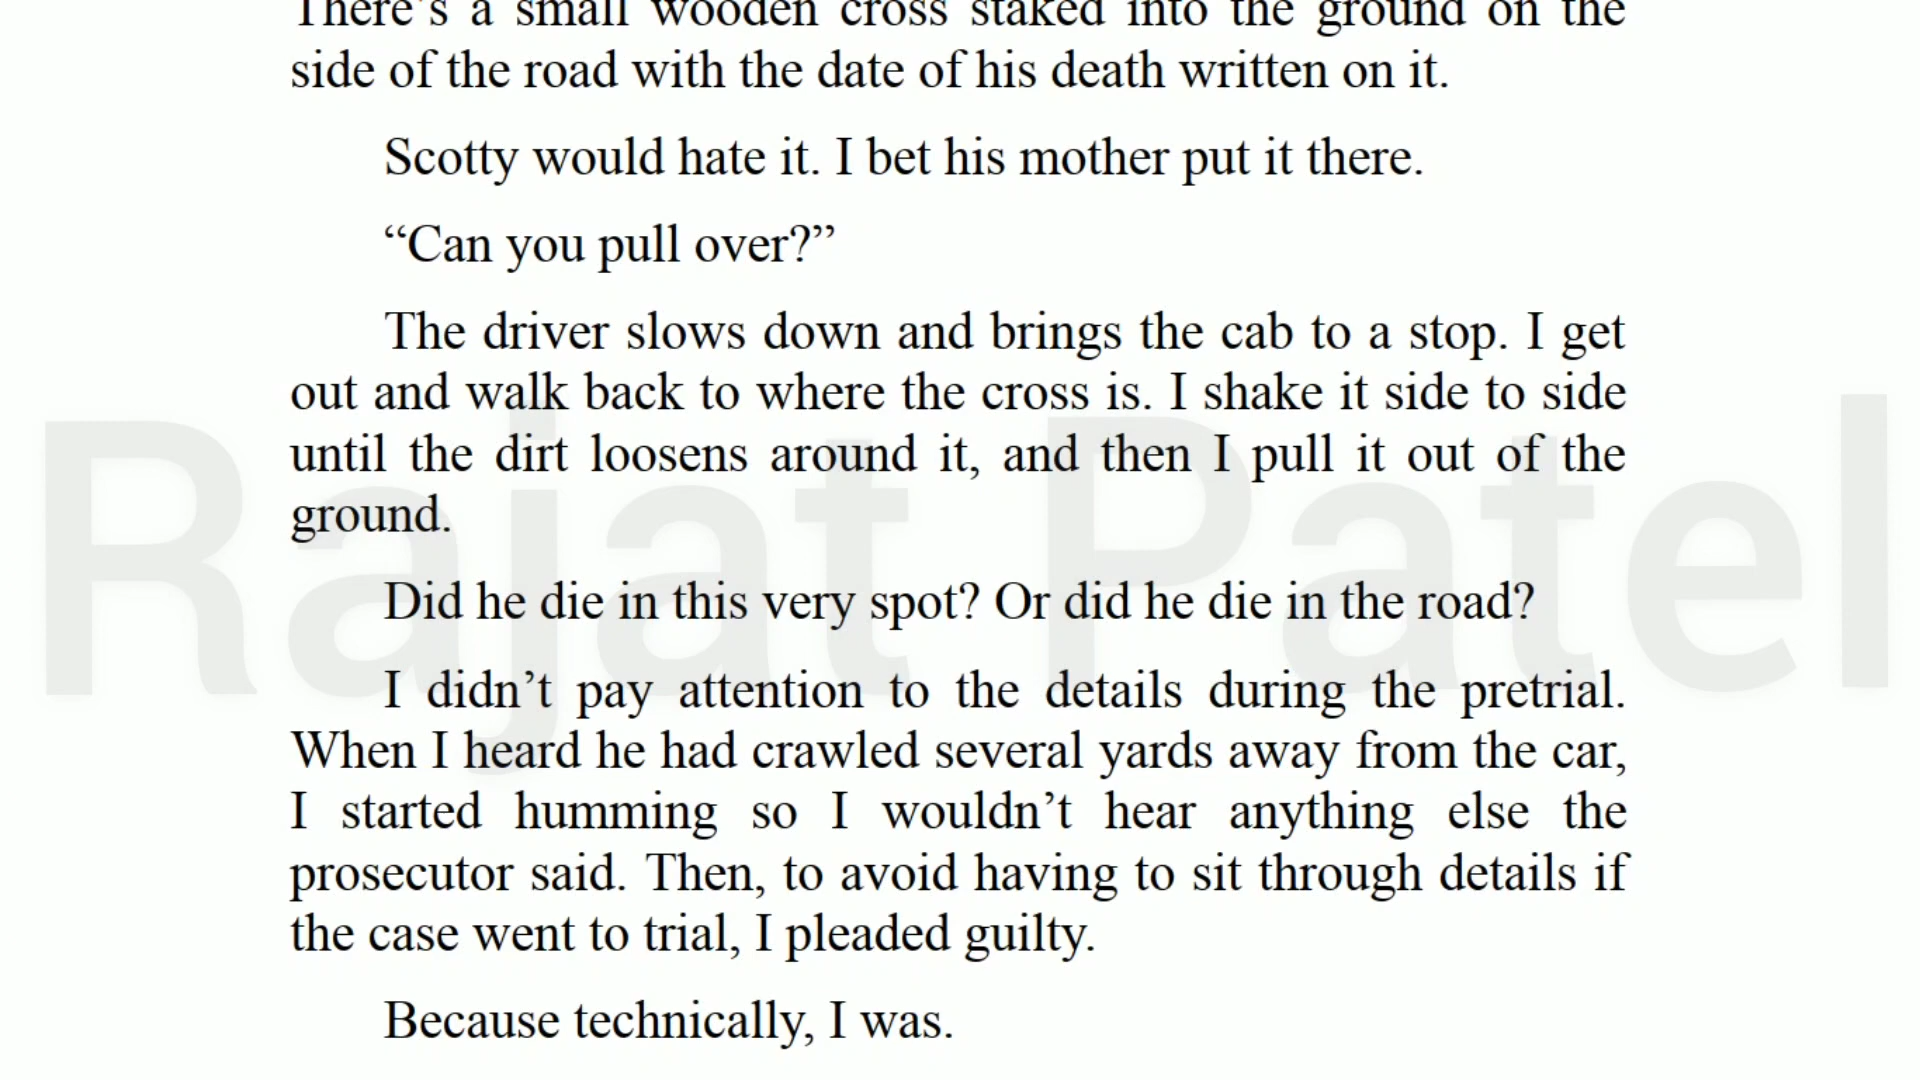 There's a small wooden cross staked into the ground on the
side of the road with the date of his death written on it.
Scotty would hate it. I bet his mother put it there.
“Can you pull over?”
The driver slows down and brings the cab to a stop. I get
out and walk back to where the cross is. I shake it side to side
until the dirt loosens around it, and then I pull it out of the
ground.
Did he die in this very spot? Or did he die in the road?
I didn’t pay attention to the details during the pretrial.
When I heard he had crawled several yards away from the car,
I started humming so I wouldn’t hear anything else the
prosecutor said. Then, to avoid having to sit through details if
the case went to trial, I pleaded guilty.
Because technically, I was.
Rajat Patel